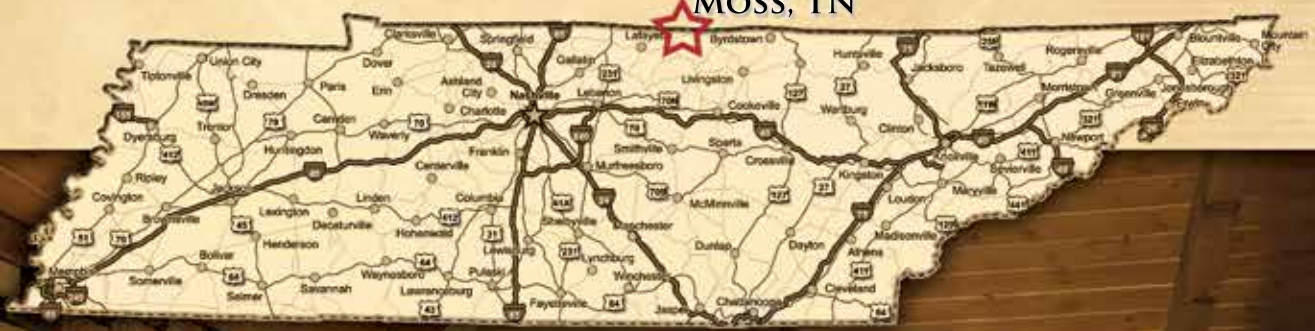 MOSS, TN
Clarksville
Springfield
Lafayet
Byrdstown
Huntsville
Rogersville
Blountville
Mountain
City
Tiptonville
Union City
Dover
Gallatin
Livingston
Jacksboro
Tazewell
Elizabethton
Dresden
Paris
Erin
Ashland
City
Nashville
Lebanon
Cookeville
Wartburg
Morristown
Greenville
Jonesborough
Erwin
Dyersburg
Trenton
Camden
Waverly
Charlotte
Clinton
Newport
Huntingdon
Franklin
Smithville
Sparta
Crossville
Kingston
Knoxville
Sevierville
Ripley
Jackson
Centerville
Murfreesboro
Maryville
Covington
Brownsville
Lexington
Decaturville
Linden
Hohenwald
Columbia
Shelbyville
McMinnville
Loudon
Madisonville
Henderson
Lewisburg
Manchester
Dunlap
Dayton
Athens
Memphis
Somerville
Bolivar
Selmer
Savannah
Waynesboro
Lawrenceburg
Pulaski
Lynchburg
Fayetteville
Winchester
Jasper
Chattanooga
Cleveland